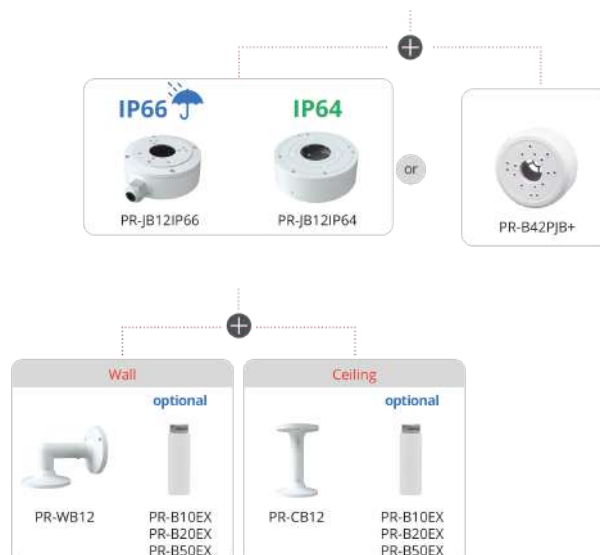 IP66
IP64
or
PR-JB12IP66
PR-JB12IP64
PR-B42PJB+
Wall
Ceiling
optional
optional
PR-WB12
PR-B10EX
PR-B20EX
PR-B50EX
PR-CB12
PR-B10EX
PR-B20EX
PR-B50EX